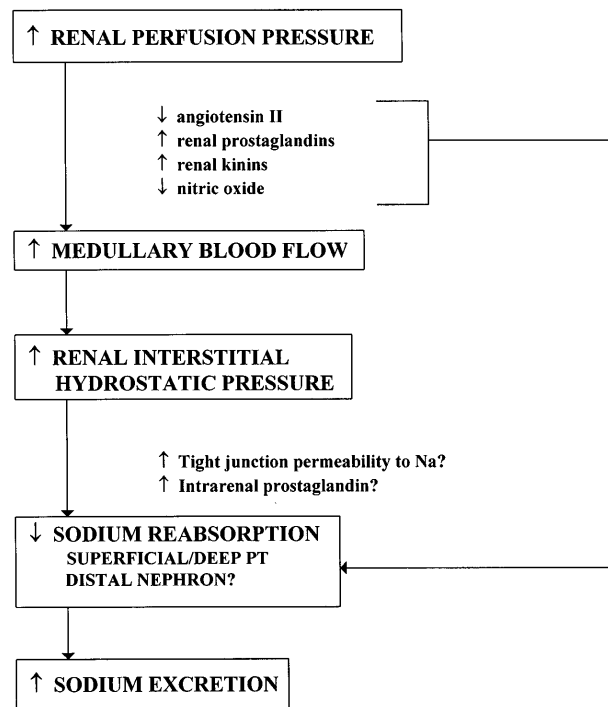 ↑ RENAL PERFUSION PRESSURE
↓ angiotensin II
↑ renal prostaglandins
↑ renal kinins
↓ nitric oxide
↑ MEDULLARY BLOOD FLOW
↑ RENAL INTERSTITIAL
HYDROSTATIC PRESSURE
↑ Tight junction permeability to Na?
↑ Intrarenal prostaglandin?
↓ SODIUM REABSORPTION
SUPERFICIAL/DEEP PT
DISTAL NEPHRON?
↑ SODIUM EXCRETION